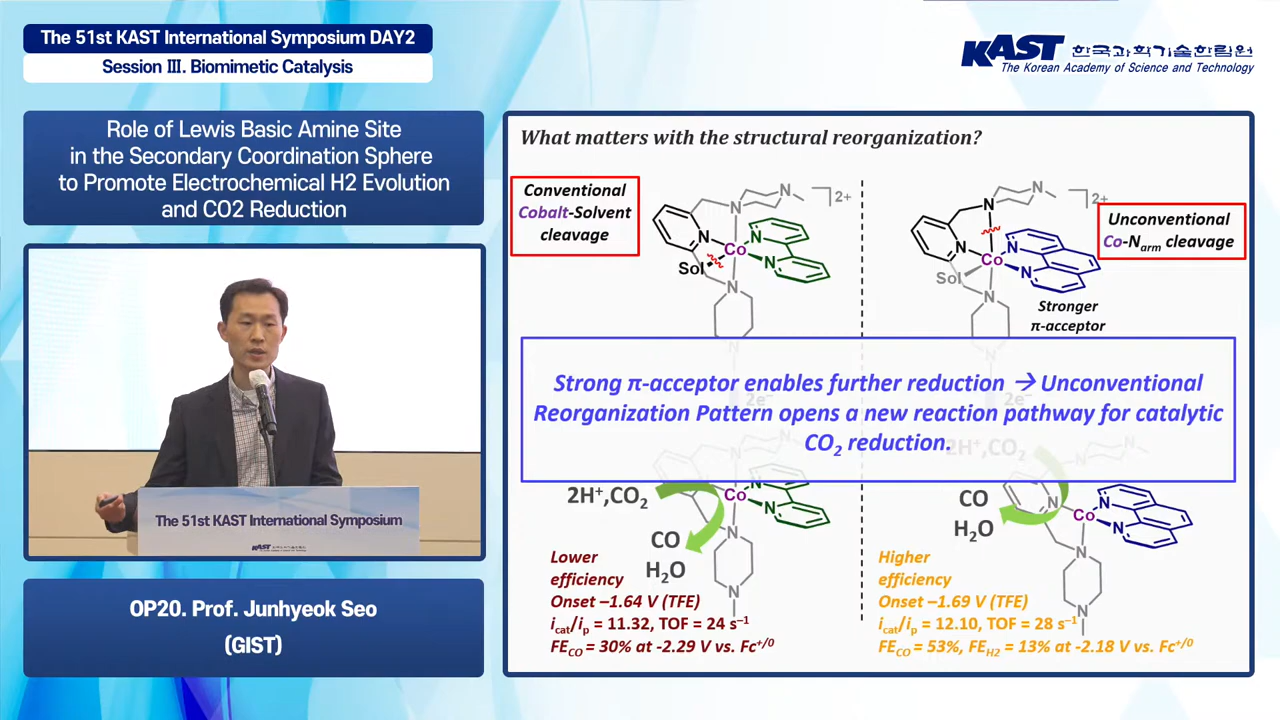 The 51st KAST International Symposium DAY2
Session Ⅲ. Biomimetic Catalysis
KAST 한국과학기술한림원
The Korean Academy of Science and Technology
Role of Lewis Basic Amine Site
in the Secondary Coordination Sphere
to Promote Electrochemical H2 Evolution
and CO2 Reduction
The 51st KAST International Symposium
KAST
OP20. Prof. Junhyeok Seo
(GIST)
What matters with the structural reorganization?
Conventional
Cobalt-Solvent
cleavage
N
N
N
N
Co
Sol
N
2+
N
N
N
N
Co
Sol
N
2+
Unconventional
Co-Narm cleavage
Stronger
π-acceptor
Strong π-acceptor enables further reduction → Unconventional
Reorganization Pattern opens a new reaction pathway for catalytic
CO2 reduction.
2e⁻
2e⁻
2H⁺,CO2
2H⁺,CO2
CO
H2O
Co
N
N
N
N
CO
H2O
N
Co
N
N
N
N
Lower
efficiency
Onset –1.64 V (TFE)
icat/ip = 11.32, TOF = 24 s⁻¹
FECO = 30% at -2.29 V vs. Fc⁺/⁰
Higher
efficiency
Onset –1.69 V (TFE)
icat/ip = 12.10, TOF = 28 s⁻¹
FECO = 53%, FEH2 = 13% at -2.18 V vs. Fc⁺/⁰